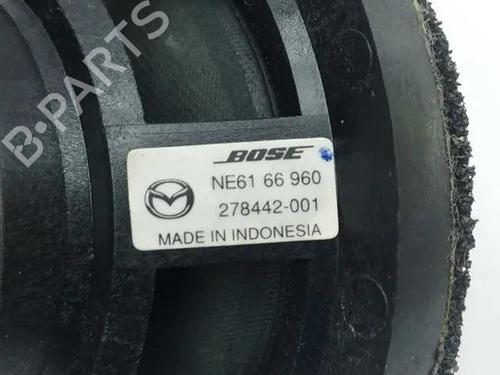 B-PARTS
BOSE
NE61 66 960
278442-001
MADE IN INDONESIA